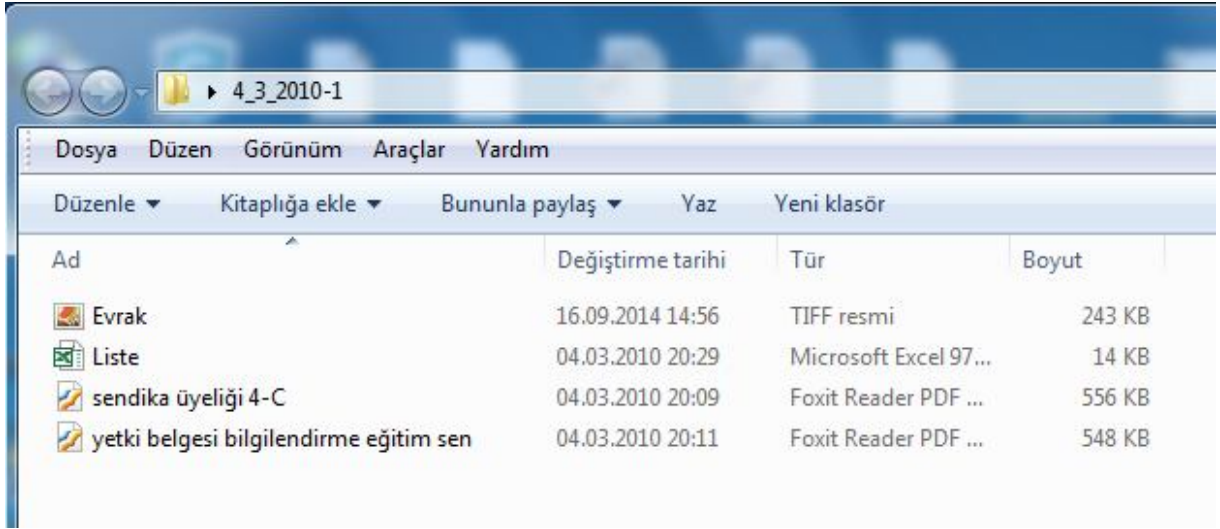 4_3_2010-1
Dosya Düzen Görünüm Araçlar Yardım
Düzenle Kitaplığa ekle Bununla paylaş Yaz Yeni klasör
Ad Değiştirme tarihi Tür Boyut
Evrak 16.09.2014 14:56 TIFF resmi 243 KB
Liste 04.03.2010 20:29 Microsoft Excel 97... 14 KB
sendika üyeliği 4-C 04.03.2010 20:09 Foxit Reader PDF ... 556 KB
yetki belgesi bilgilendirme eğitim sen 04.03.2010 20:11 Foxit Reader PDF ... 548 KB